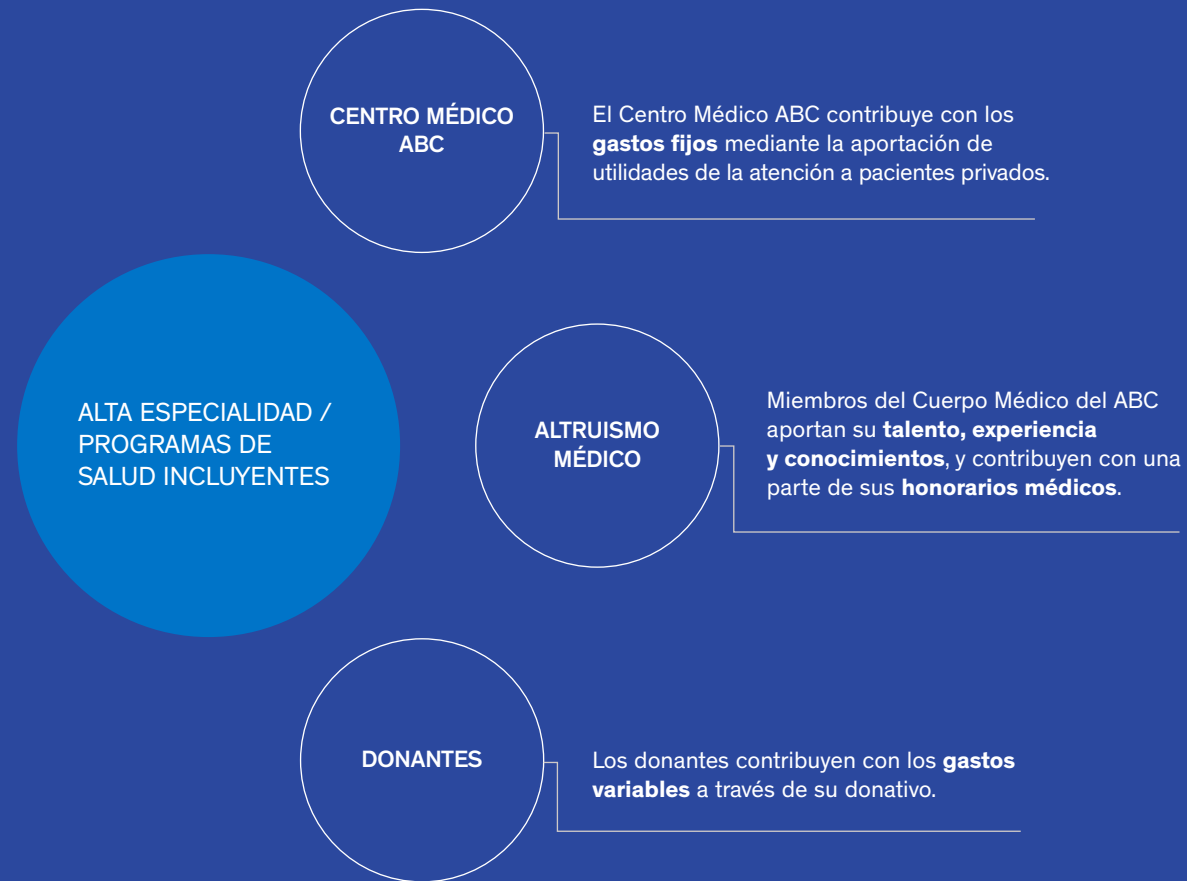 CENTRO MÉDICO
ABC
El Centro Médico ABC contribuye con los
gastos fijos mediante la aportación de
utilidades de la atención a pacientes privados.
ALTA ESPECIALIDAD /
PROGRAMAS DE
SALUD INCLUYENTES
ALTRUISMO
MÉDICO
Miembros del Cuerpo Médico del ABC
aportan su talento, experiencia
y conocimientos, y contribuyen con una
parte de sus honorarios médicos.
DONANTES
Los donantes contribuyen con los gastos
variables a través de su donativo.